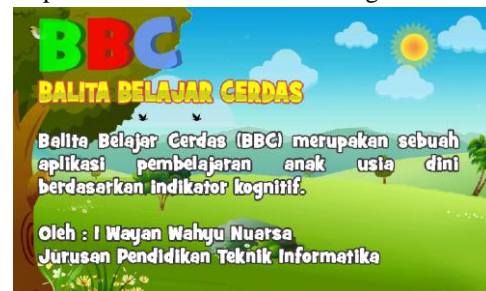 BBC
BALITA BELAJAR CERDAS
Balita Belajar Cerdas (BBC) merupakan sebuah
aplikasi pembelajaran anak usia dini
berdasarkan indikator kognitif.
Oleh : I Wayan Wahyu Nuarsa
Jurusan Pendidikan Teknik Informatika